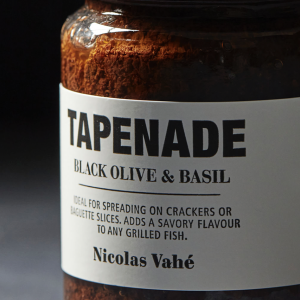 TAPENADE
BLACK OLIVE & BASIL
IDEAL FOR SPREADING ON CRACKERS OR
BAGUETTE SLICES. ADDS A SAVORY FLAVOUR
TO ANY GRILLED FISH.
Nicolas Vahé